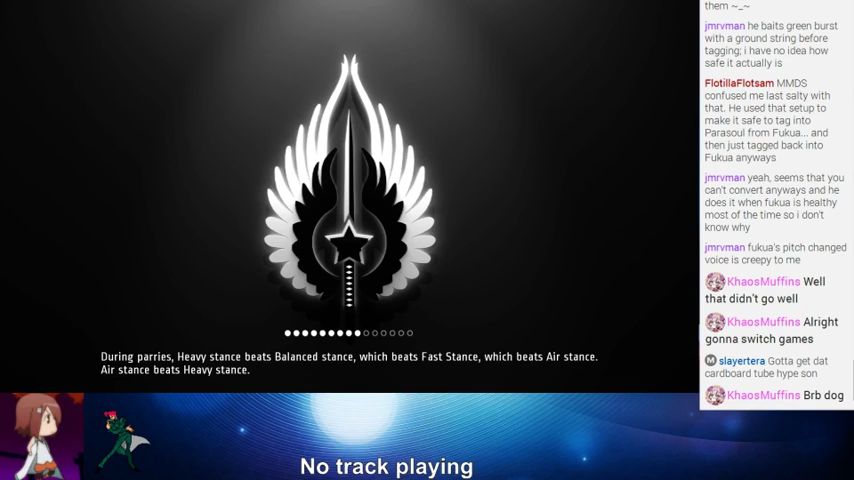 During parries, Heavy stance beats Balanced stance, which beats Fast Stance, which beats Air stance.
Air stance beats Heavy stance.
No track playing
them ~_~
jmrvman he baits green burst
with a ground string before
tagging; i have no idea how
safe it actually is
FlotillaFlotsam MMDS
confused me last salty with
that. He used that setup to
make it safe to tag into
Parasoul from Fukua... and
then just tagged back into
Fukua anyways
jmrvman yeah, seems that you
can't convert anyways and he
does it when fukua is healthy
most of the time so i don't
know why
jmrvman fukua's pitch changed
voice is creepy to me
KhaosMuffins Well
that didn't go well
KhaosMuffins Alright
gonna switch games
M slayertera Gotta get dat
cardboard tube hype son
KhaosMuffins Brb dog